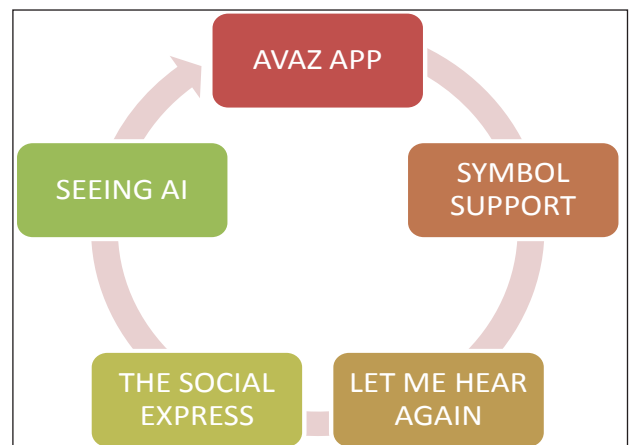 AVAZ APP
SYMBOL
SUPPORT
LET ME HEAR
AGAIN
THE SOCIAL
EXPRESS
SEEING AI